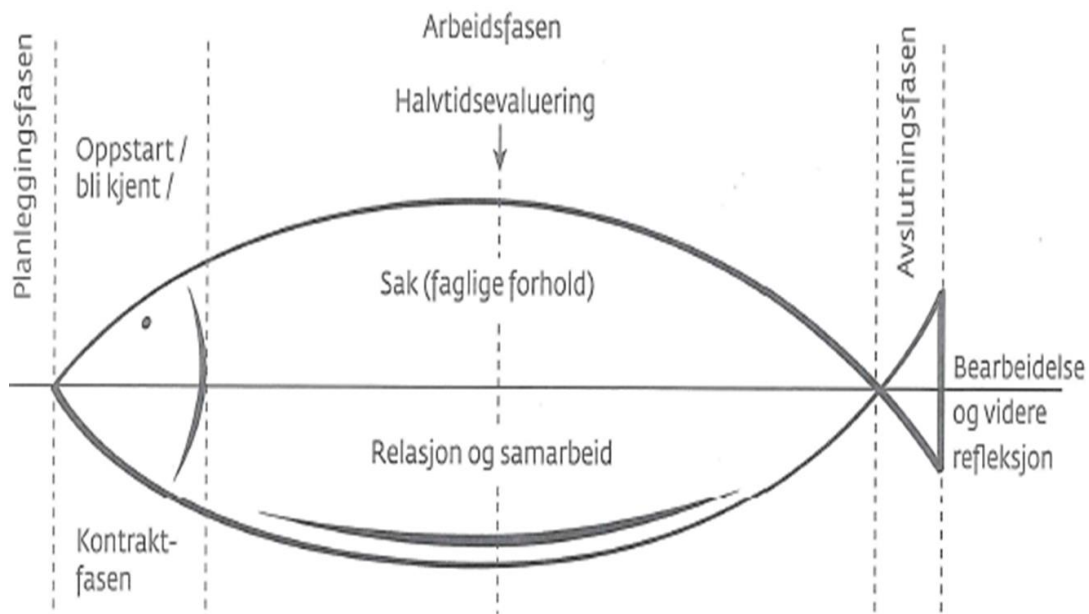 Planleggingsfasen
Oppstart /
bli kjent /
Kontrakt-
fasen
Arbeidsfasen
Halvtidsevaluering
Sak (faglige forhold)
Relasjon og samarbeid
Avslutningsfasen
Bearbeidelse
og videre
refleksjon